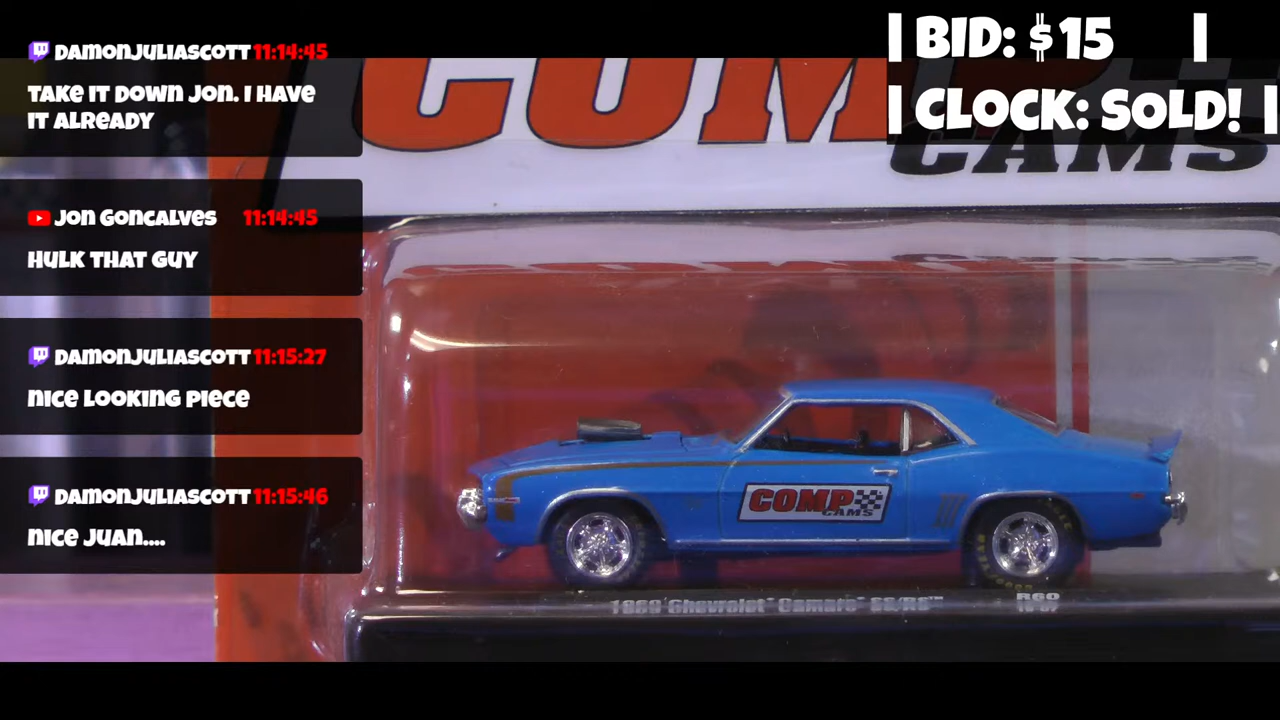 DAMONJULIASCOTT 11:14:45
TAKE IT DOWN JON. I HAVE
IT ALREADY
JON GONCALVES 11:14:45
HULK THAT GUY
DAMONJULIASCOTT 11:15:27
NICE LOOKING PIECE
DAMONJULIASCOTT 11:15:46
NICE JUAN....
| BID: $15 |
| CLOCK: SOLD! |
COMP
CAMS
COMP
CAMS
1969 Chevrolet Camaro SS/RS™
R60